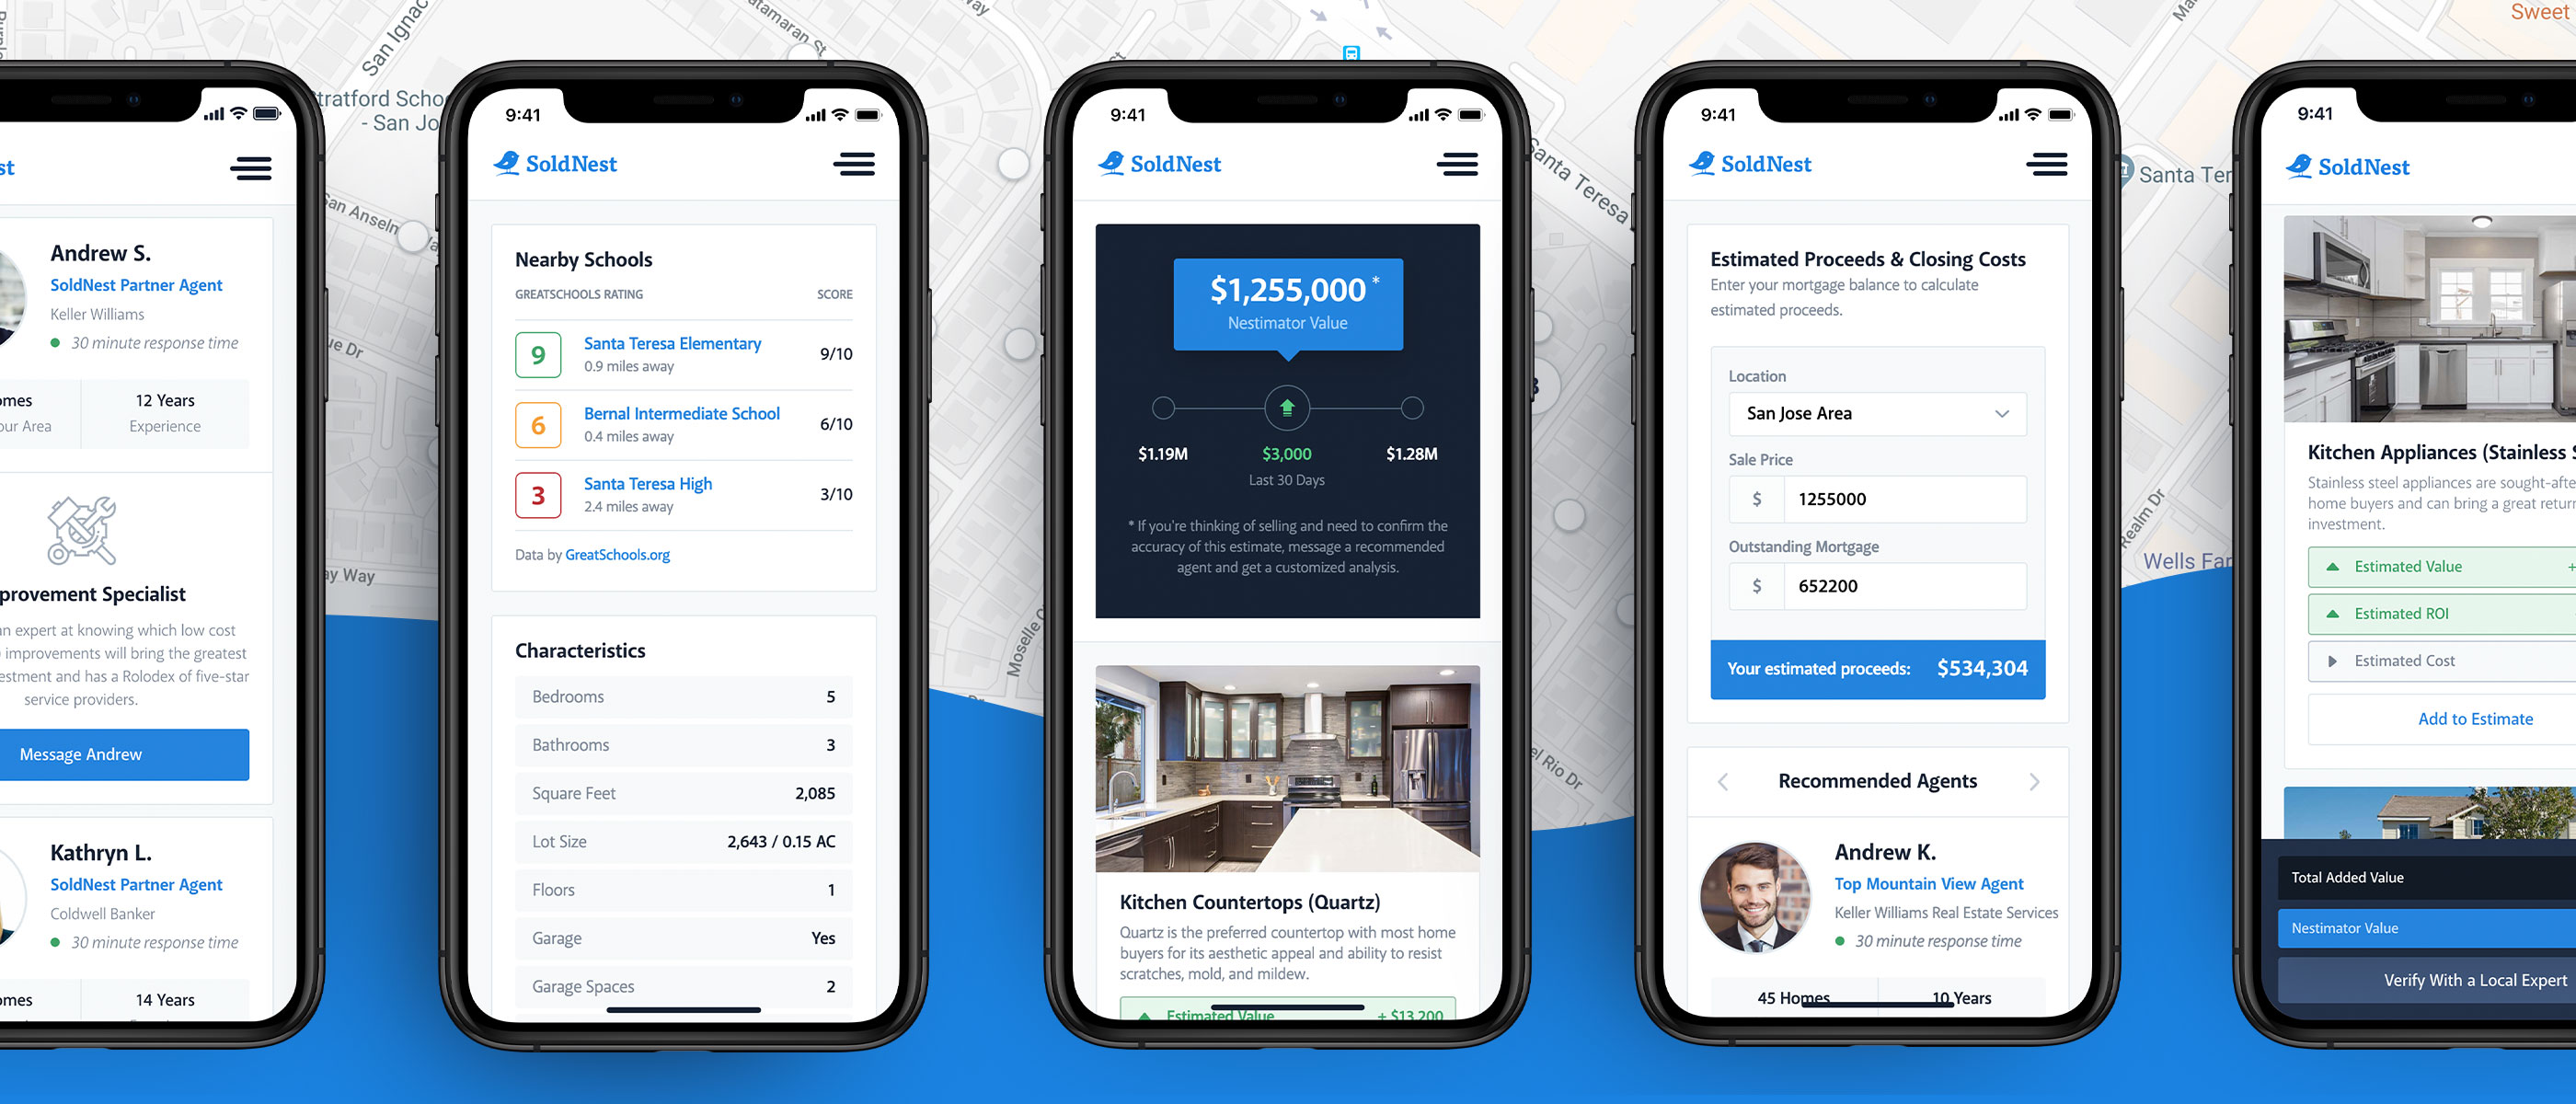 San Ignac
atamaran St
Way
Stratford Schoo
- San Jo
San Anselm
ue Dr
ay Way
Moselle C
Santa Teresa
el Rio Dr
Santa Ter
Realm Dr
Wells Far
Sweet
st
Andrew S.
SoldNest Partner Agent
Keller Williams
30 minute response time
omes
our Area
12 Years
Experience
provement Specialist
an expert at knowing which low cost
improvements will bring the greatest
estment and has a Rolodex of five-star
service providers.
Message Andrew
Kathryn L.
SoldNest Partner Agent
Coldwell Banker
30 minute response time
omes
14 Years
9:41
SoldNest
Nearby Schools
GREATSCHOOLS RATING
SCORE
9
Santa Teresa Elementary
0.9 miles away
9/10
6
Bernal Intermediate School
0.4 miles away
6/10
3
Santa Teresa High
2.4 miles away
3/10
Data by GreatSchools.org
Characteristics
Bedrooms 5
Bathrooms 3
Square Feet 2,085
Lot Size 2,643 / 0.15 AC
Floors 1
Garage Yes
Garage Spaces 2
9:41
SoldNest
$1,255,000 *
Nestimator Value
$1.19M
$3,000
$1.28M
Last 30 Days
* If you're thinking of selling and need to confirm the
accuracy of this estimate, message a recommended
agent and get a customized analysis.
Kitchen Countertops (Quartz)
Quartz is the preferred countertop with most home
buyers for its aesthetic appeal and ability to resist
scratches, mold, and mildew.
Estimated Value + $13,200
9:41
SoldNest
Estimated Proceeds & Closing Costs
Enter your mortgage balance to calculate
estimated proceeds.
Location
San Jose Area
Sale Price
$ 1255000
Outstanding Mortgage
$ 652200
Your estimated proceeds: $534,304
Recommended Agents
Andrew K.
Top Mountain View Agent
Keller Williams Real Estate Services
30 minute response time
45 Homes
10 Years
9:41
SoldNest
Kitchen Appliances (Stainless S
Stainless steel appliances are sought-afte
home buyers and can bring a great return
investment.
Estimated Value +
Estimated ROI
Estimated Cost
Add to Estimate
Total Added Value
Nestimator Value
Verify With a Local Expert